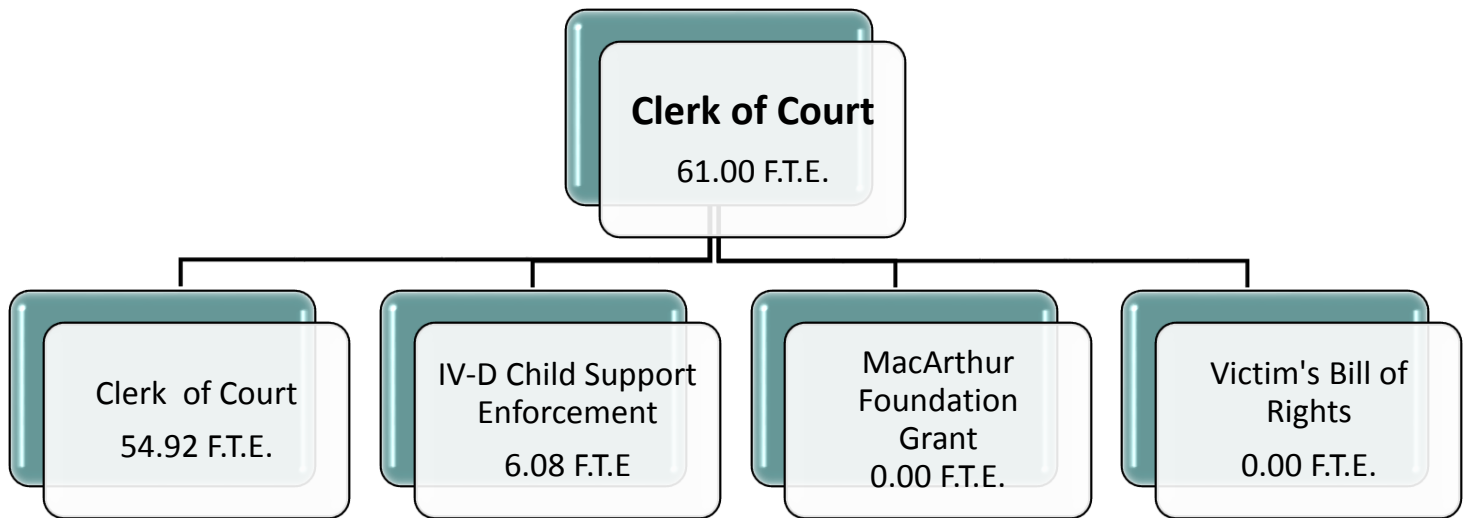 Clerk of Court
61.00 F.T.E.
Clerk  of Court
54.92 F.T.E.
IV-D Child Support
Enforcement
6.08 F.T.E
MacArthur
Foundation
Grant
0.00 F.T.E.
Victim's Bill of
Rights
0.00 F.T.E.